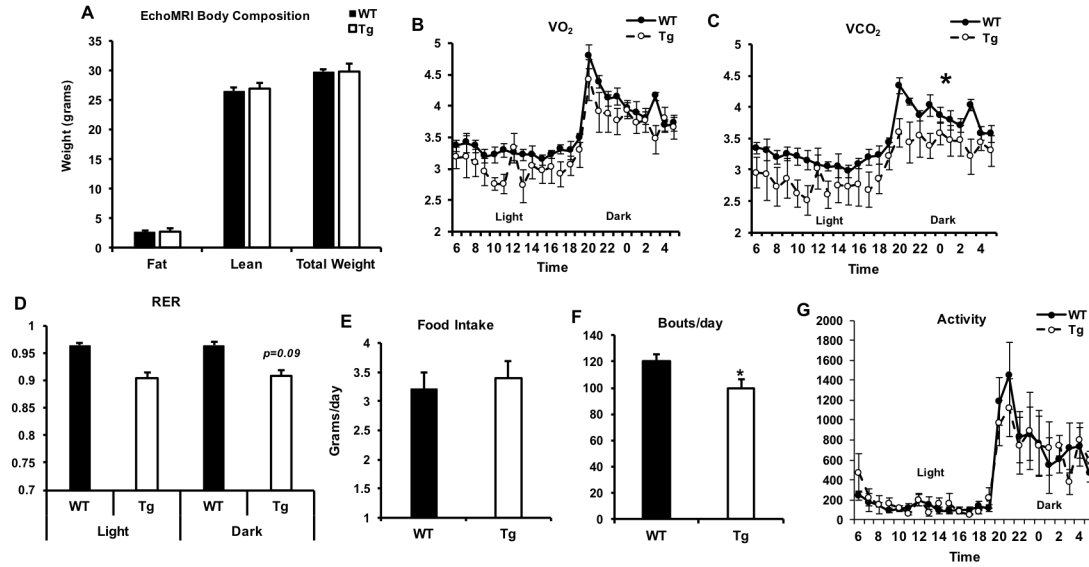 A
EchoMRI Body Composition
WT
Tg
Weight (grams)
35
30
25
20
15
10
5
0
Fat Lean Total Weight
B
VO2
WT
Tg
5
4.5
4
3.5
3
2.5
2
Light
Dark
6 8 10 12 14 16 18 20 22 0 2 4
Time
C
VCO2
WT
Tg
5
4.5
4
3.5
3
2.5
2
*
Light
Dark
6 8 10 12 14 16 18 20 22 0 2 4
Time
D
RER
1
0.95
0.9
0.85
0.8
0.75
0.7
p=0.09
WT Tg WT Tg
Light Dark
E
Food Intake
Grams/day
4
3.5
3
2.5
2
1.5
1
WT Tg
F
Bouts/day
140
120
100
80
60
40
20
0
*
WT Tg
G
Activity
WT
Tg
2000
1800
1600
1400
1200
1000
800
600
400
200
0
Light
Dark
6 8 10 12 14 16 18 20 22 0 2 4
Time